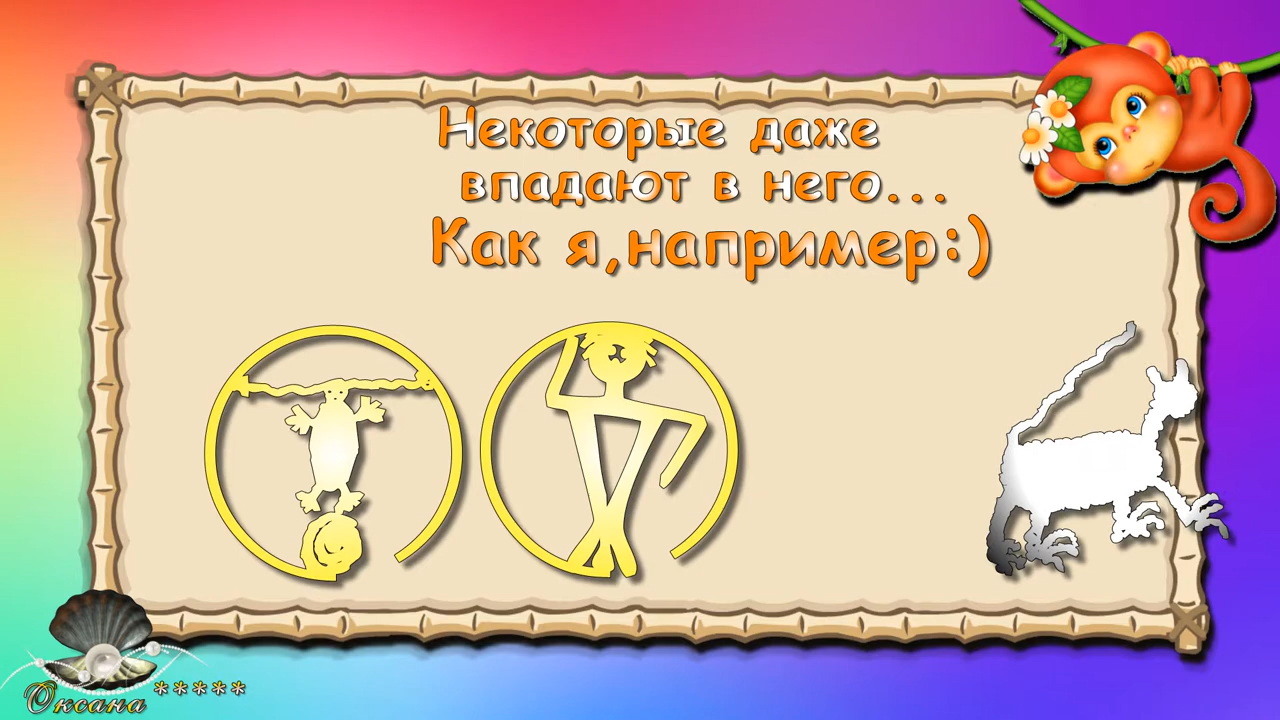 Некоторые даже
впадают в него...
Как я,например:)
Оксана*****